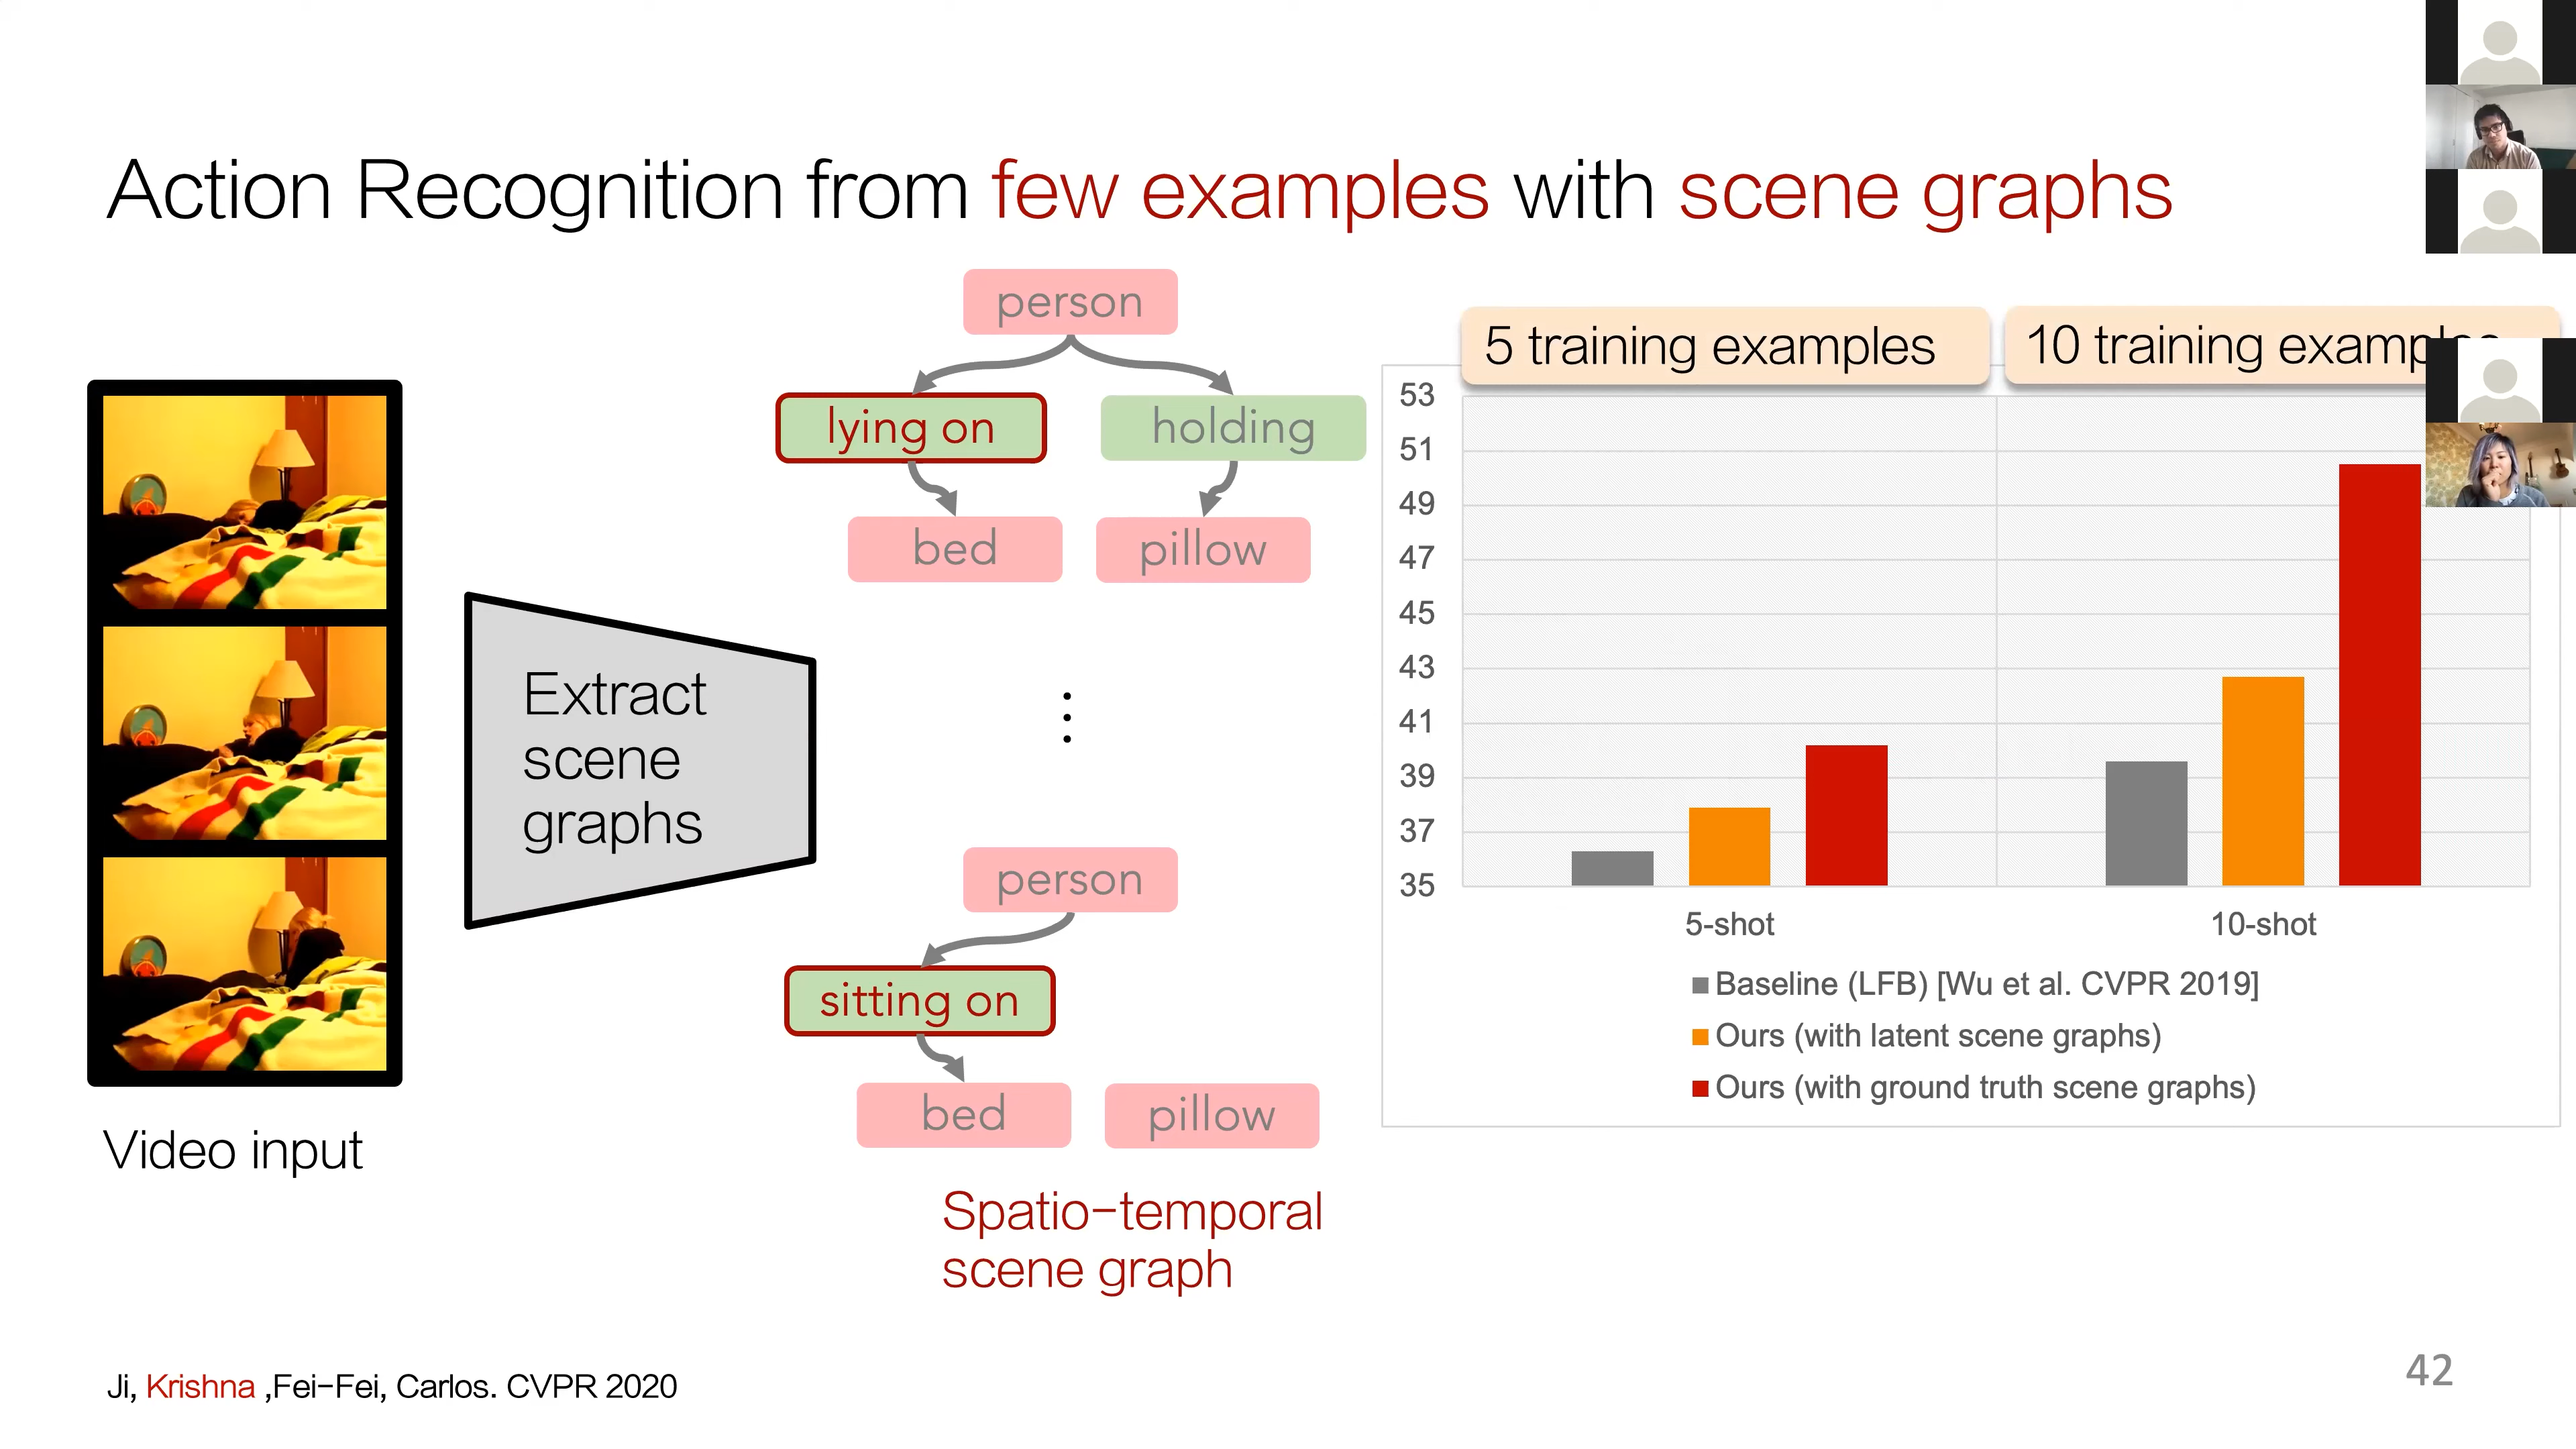 Action Recognition from few examples with scene graphs
person
lying on
holding
bed
pillow
Extract
scene
graphs
⋮
person
sitting on
bed
pillow
Spatio-temporal
scene graph
Video input
5 training examples
10 training examples
53
51
49
47
45
43
41
39
37
35
5-shot
10-shot
Baseline (LFB) [Wu et al. CVPR 2019]
Ours (with latent scene graphs)
Ours (with ground truth scene graphs)
Ji, Krishna ,Fei-Fei, Carlos. CVPR 2020
42